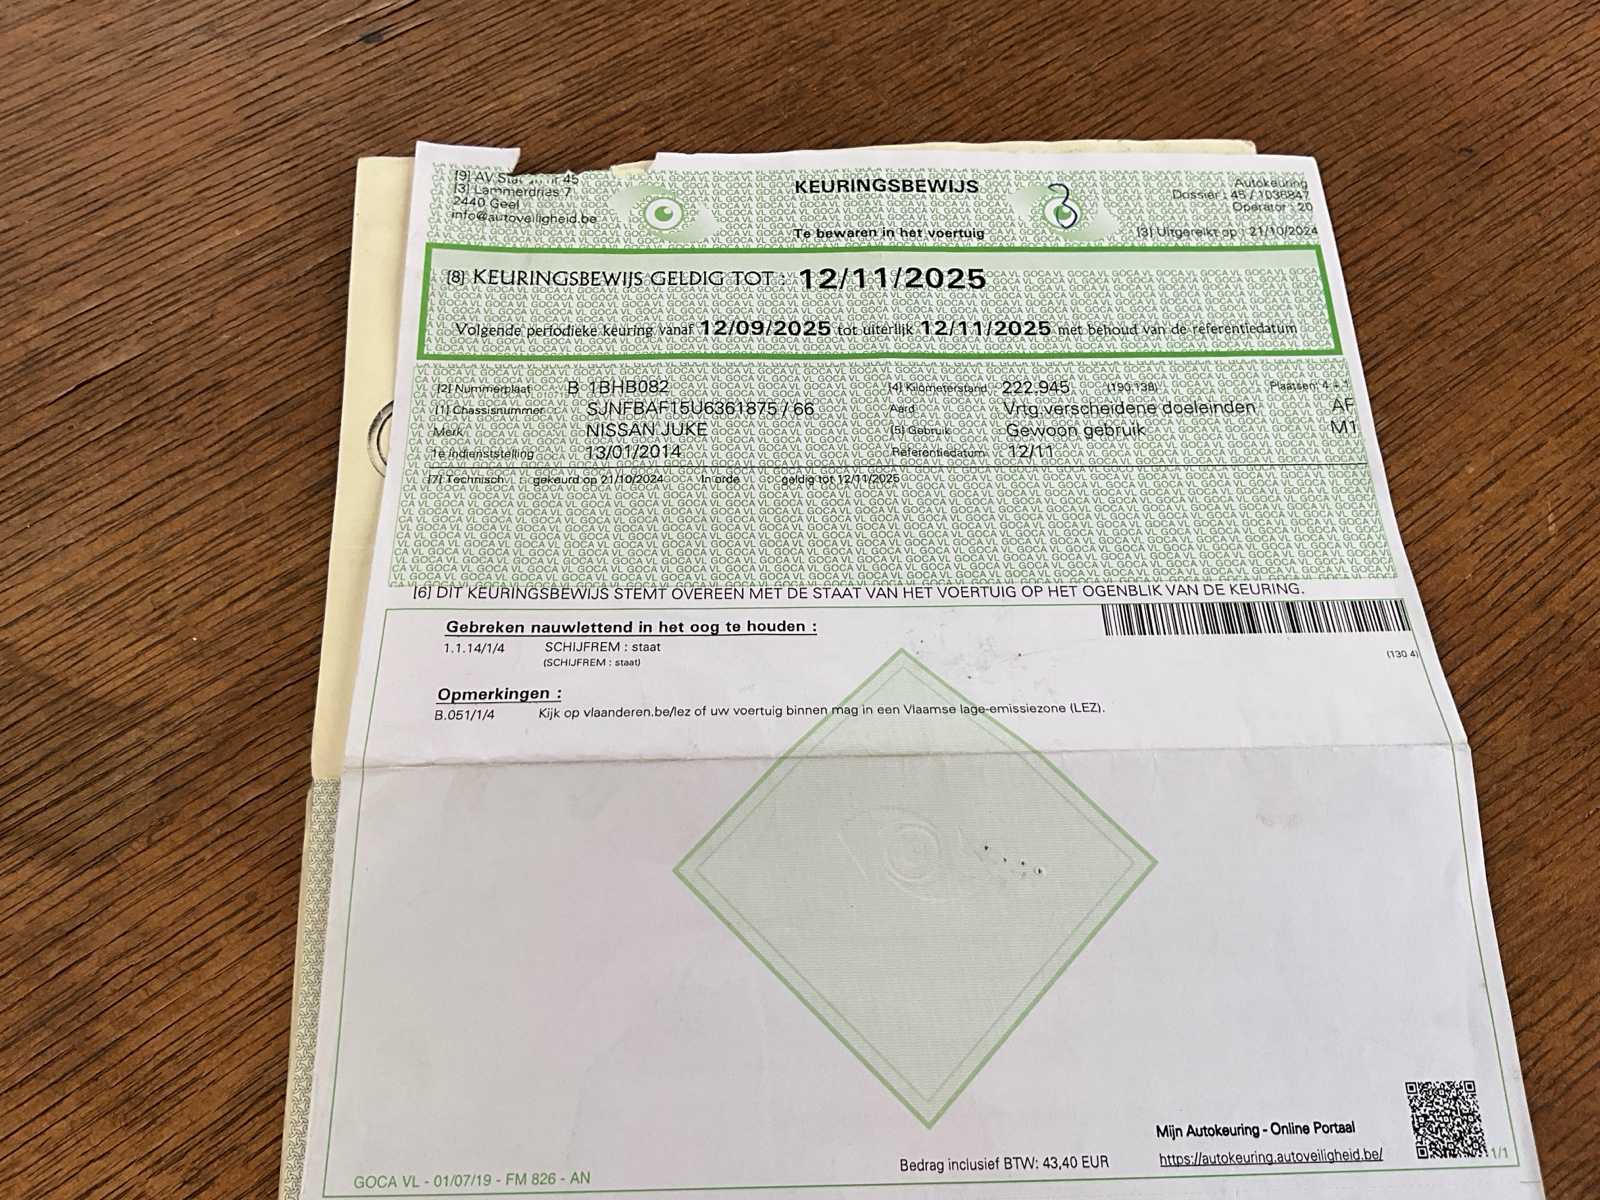 [9] AV Stat
nr 45
[3] Lammerdries 7
2440 Geel
info@autoveiligheid.be
KEURINGSBEWIJS
Te bewaren in het voertuig
Autokeuring
Dossier : 45 / 1036847
Operator : 20
[3] Uitgereikt op : 21/10/2024
[8] KEURINGSBEWIJS GELDIG TOT : 12/11/2025
Volgende periodieke keuring vanaf 12/09/2025 tot uiterlijk 12/11/2025 met behoud van de referentiedatum
[2] Nummerplaat B 1BHB082 [4] Kilometerstand 222.945 (190.138) Plaatsen: 4 + 1
[1] Chassisnummer SJNFBAF15U6361875 / 66 Aard Vrtg.verscheidene doeleinden AF
Merk NISSAN JUKE [5] Gebruik Gewoon gebruik M1
1e indienststelling 13/01/2014 Referentiedatum 12/11
[7] Technisch : gekeurd op 21/10/2024 In orde : geldig tot 12/11/2025
[6] DIT KEURINGSBEWIJS STEMT OVEREEN MET DE STAAT VAN HET VOERTUIG OP HET OGENBLIK VAN DE KEURING.
Gebreken nauwlettend in het oog te houden :
1.1.14/1/4 SCHIJFREM : staat
(SCHIJFREM : staat)
(130 4)
Opmerkingen :
B.051/1/4 Kijk op vlaanderen.be/lez of uw voertuig binnen mag in een Vlaamse lage-emissiezone (LEZ).
Mijn Autokeuring - Online Portaal
https://autokeuring.autoveiligheid.be/
1/1
Bedrag inclusief BTW: 43,40 EUR
GOCA VL - 01/07/19 - FM 826 - AN